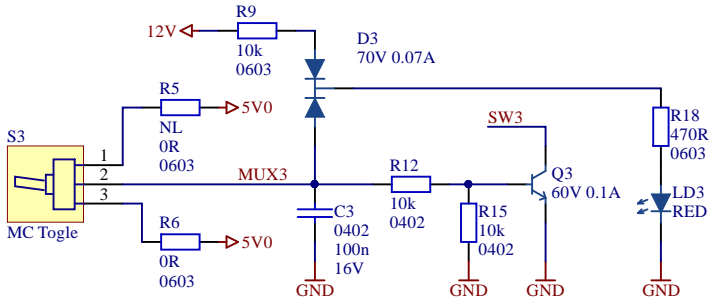 R9
12V
10k
0603
D3
70V 0.07A
R5
5V0
NL
0R
0603
S3
1
2
3
MC Togle
MUX3
R12
10k
0402
SW3
Q3
60V 0.1A
R18
470R
0603
LD3
RED
C3
0402
100n
16V
R15
10k
0402
R6
5V0
0R
0603
GND
GND
GND
GND